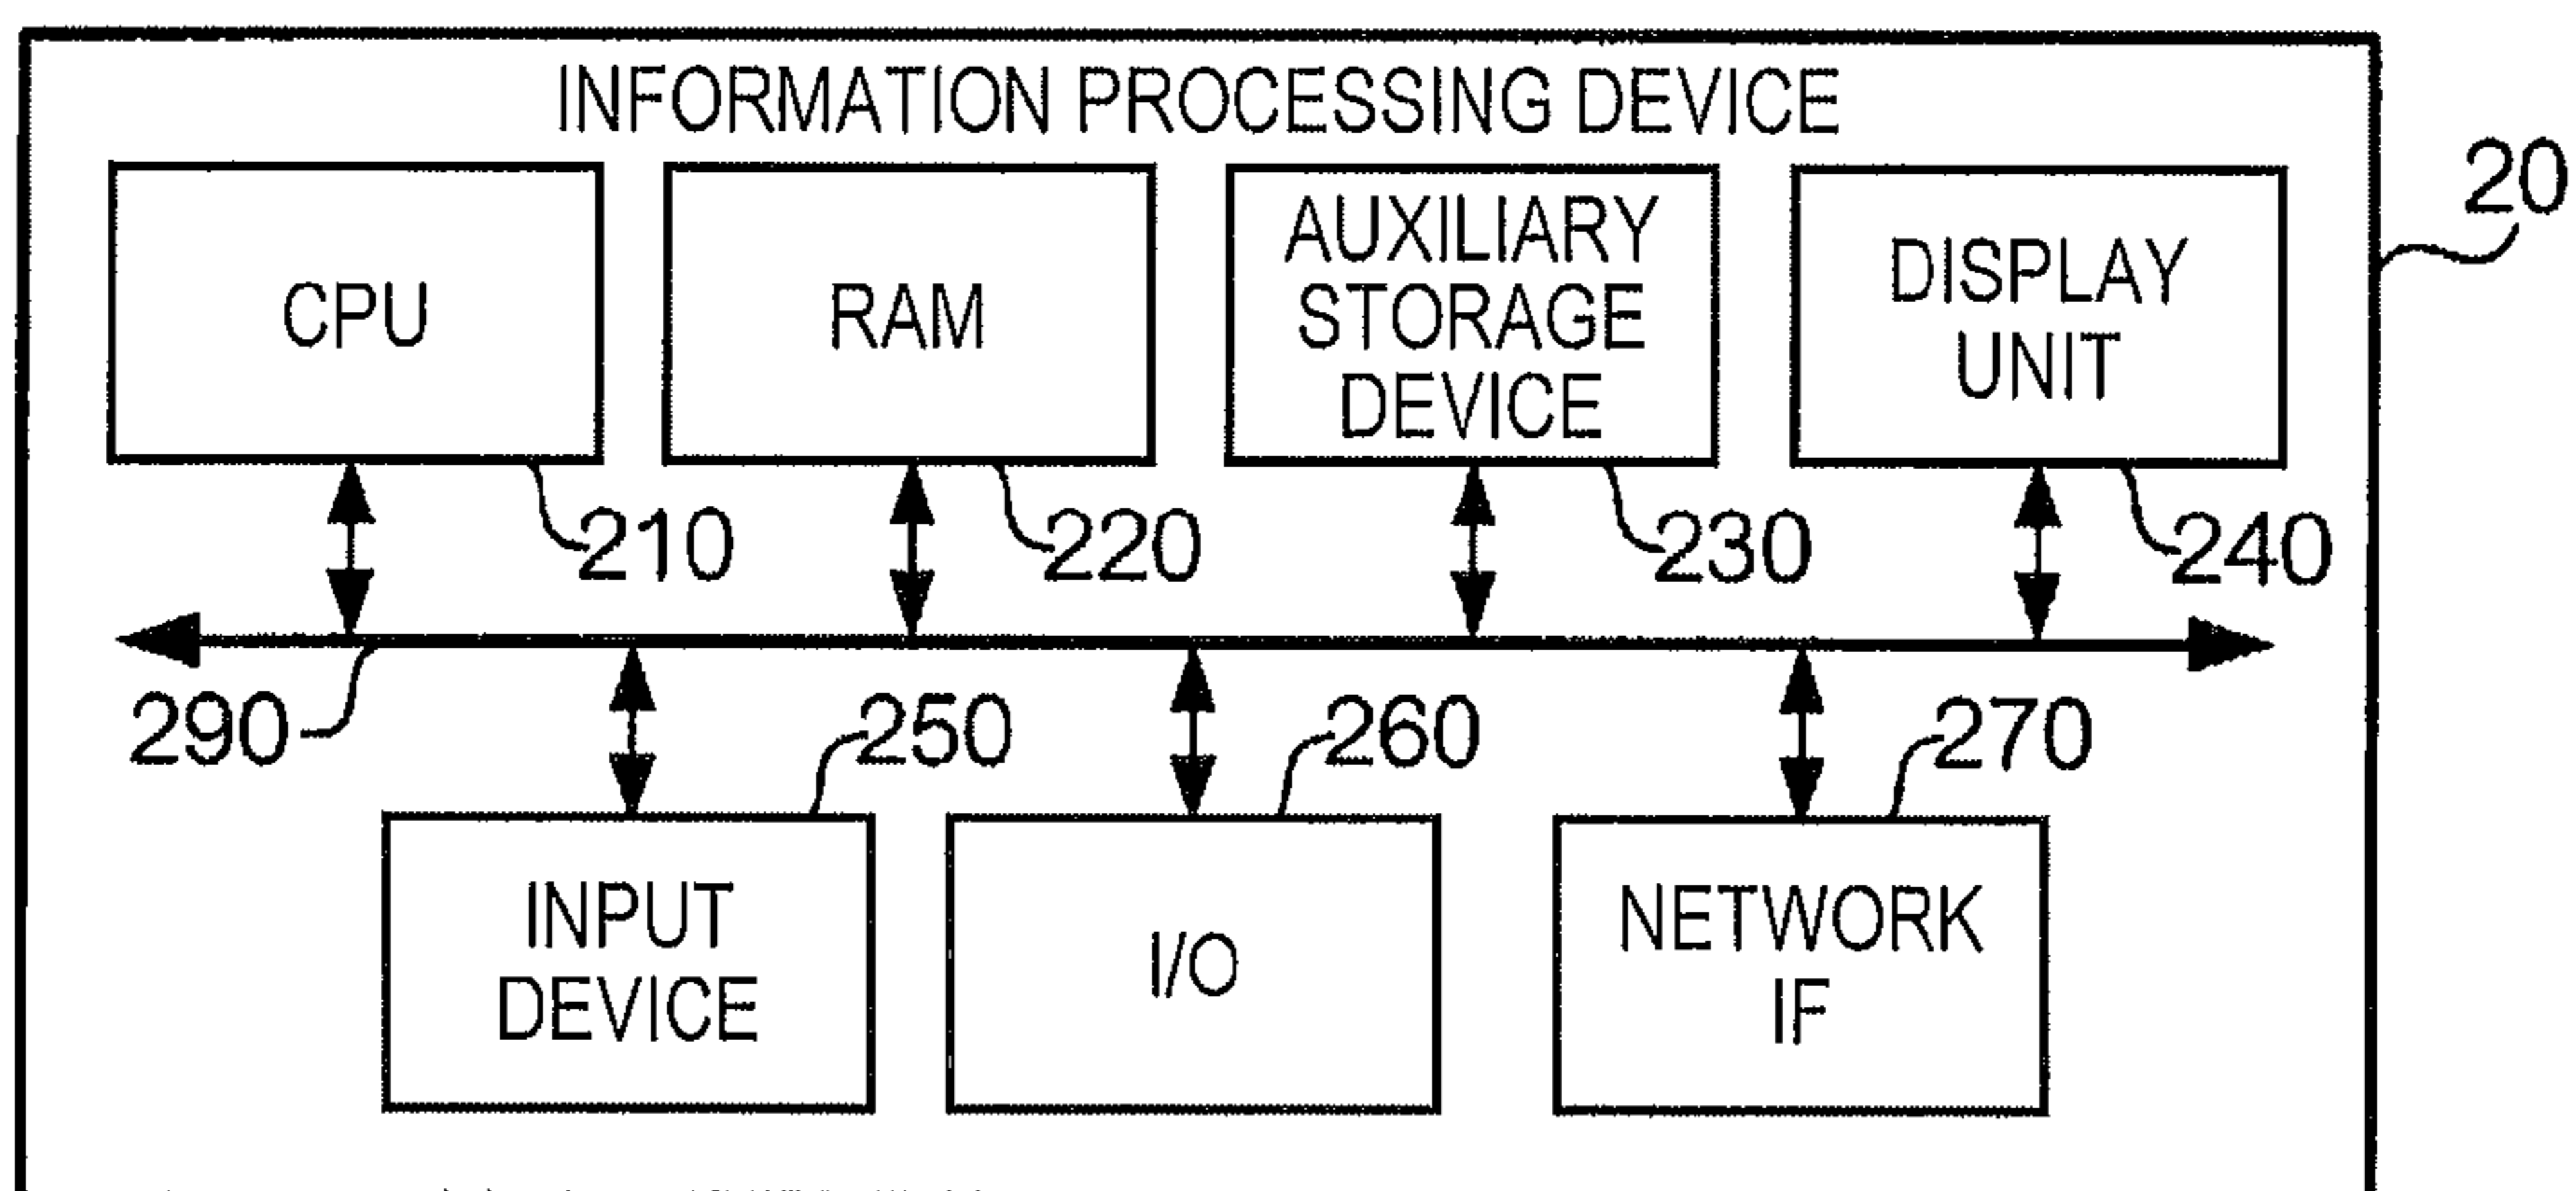 INFORMATION PROCESSING DEVICE
20
CPU
RAM
AUXILIARY
STORAGE
DEVICE
DISPLAY
UNIT
210
220
230
240
290
250
260
270
INPUT
DEVICE
I/O
NETWORK
IF